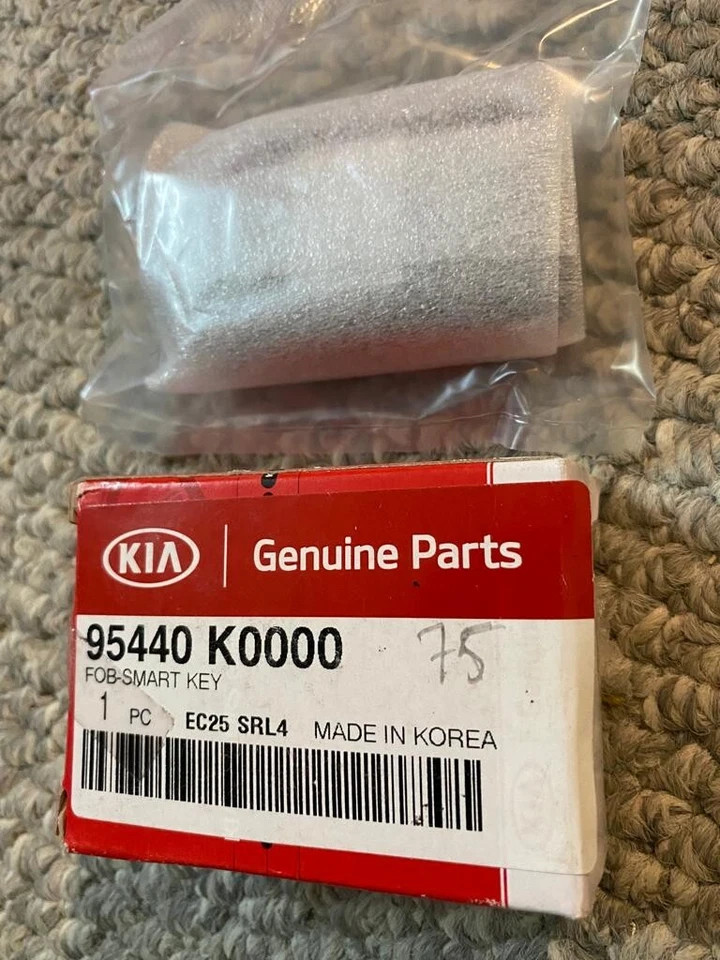 KIA Genuine Parts
95440 K0000 75
FOB-SMART KEY
1 PC EC25 SRL4 MADE IN KOREA